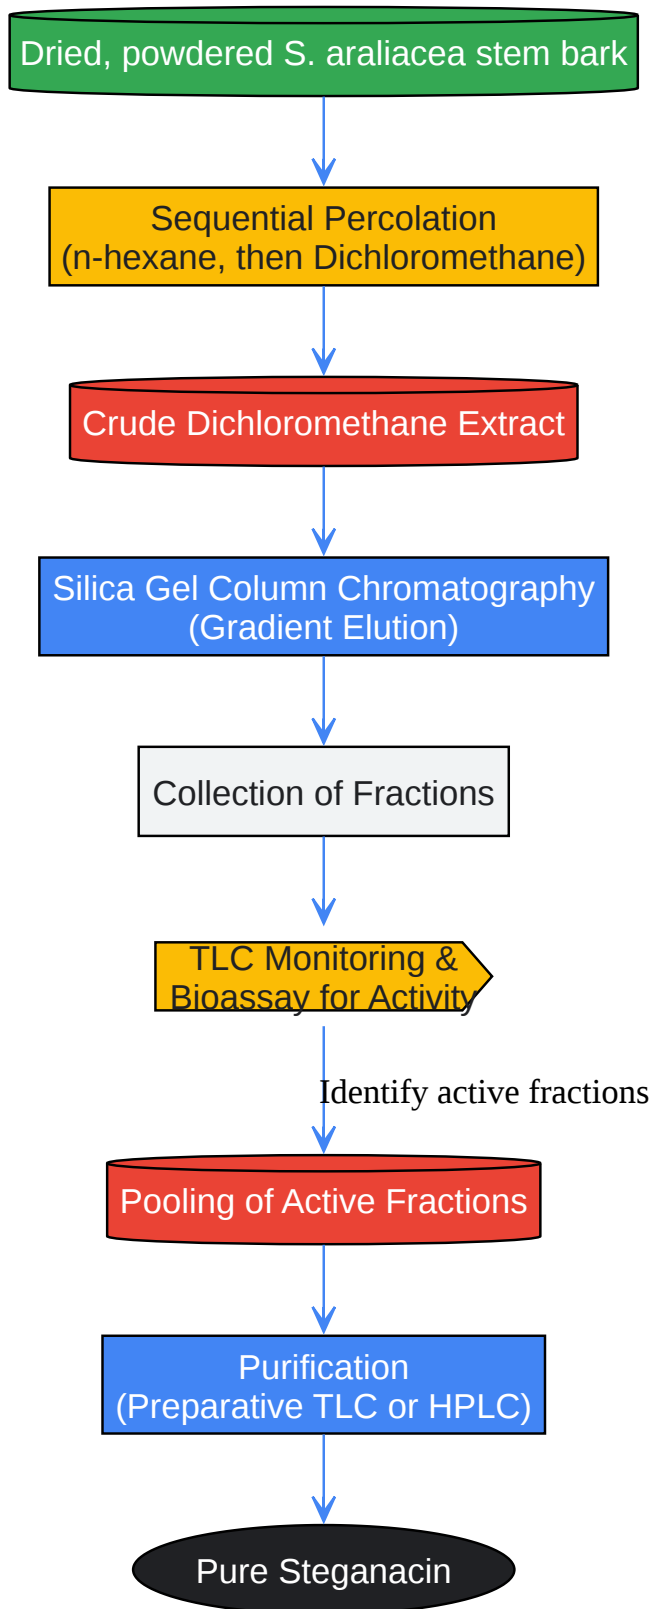 Dried, powdered S. araliacea stem bark
Sequential Percolation
(n-hexane, then Dichloromethane)
Crude Dichloromethane Extract
Silica Gel Column Chromatography
(Gradient Elution)
Collection of Fractions
TLC Monitoring &
Bioassay for Activity
Identify active fractions
Pooling of Active Fractions
Purification
(Preparative TLC or HPLC)
Pure Steganacin